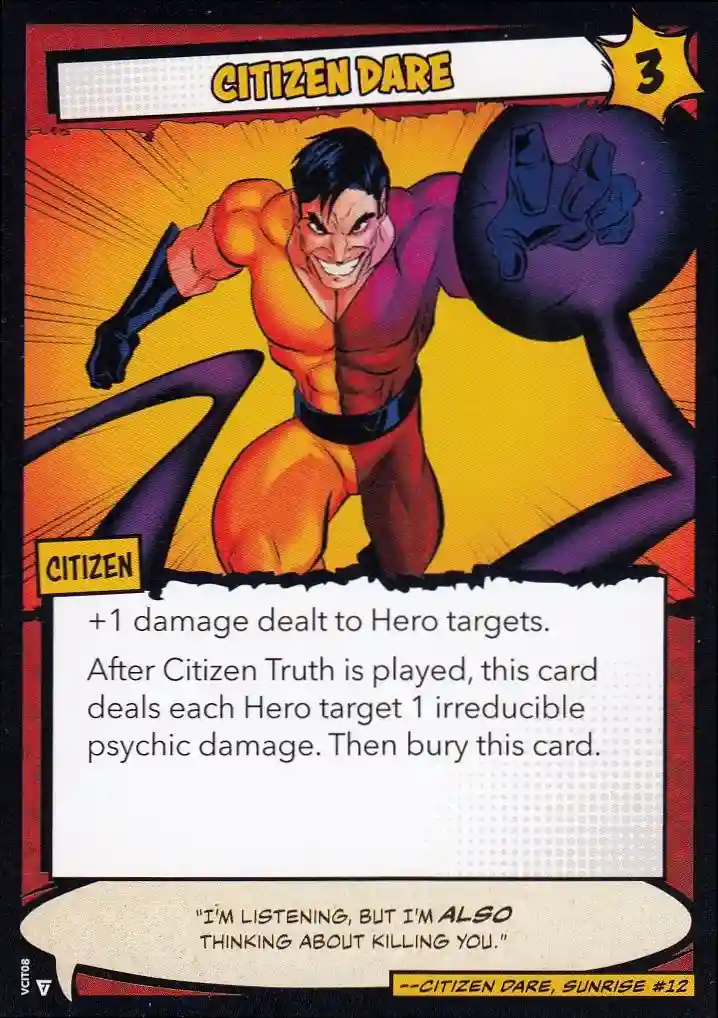 CITIZEN DARE
3
CITIZEN
+1 damage dealt to Hero targets.
After Citizen Truth is played, this card
deals each Hero target 1 irreducible
psychic damage. Then bury this card.
"I'M LISTENING, BUT I'M ALSO
THINKING ABOUT KILLING YOU."
--CITIZEN DARE, SUNRISE #12
VCIT08